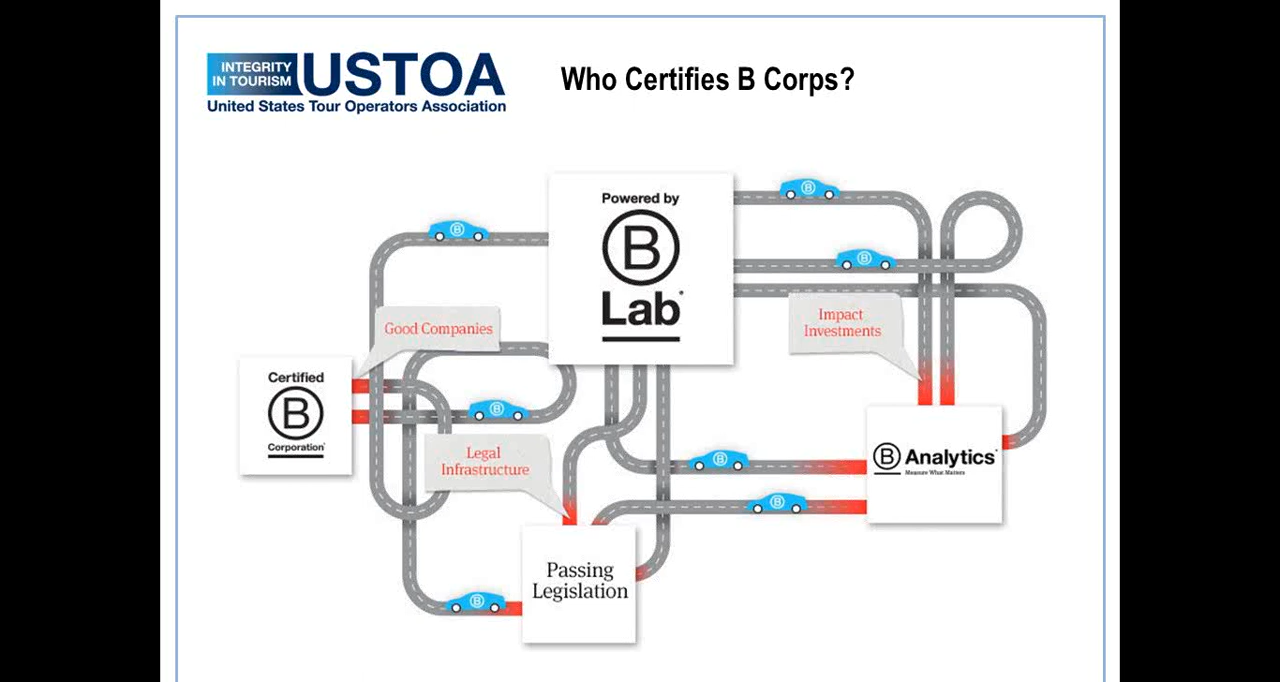 INTEGRITY
IN TOURISM
USTOA
United States Tour Operators Association
Who Certifies B Corps?
Powered by
B
Lab
B
B
B
Good Companies
Impact
Investments
Certified
B
Corporation
B
Legal
Infrastructure
B
B Analytics
Measure What Matters
B
Passing
Legislation
B